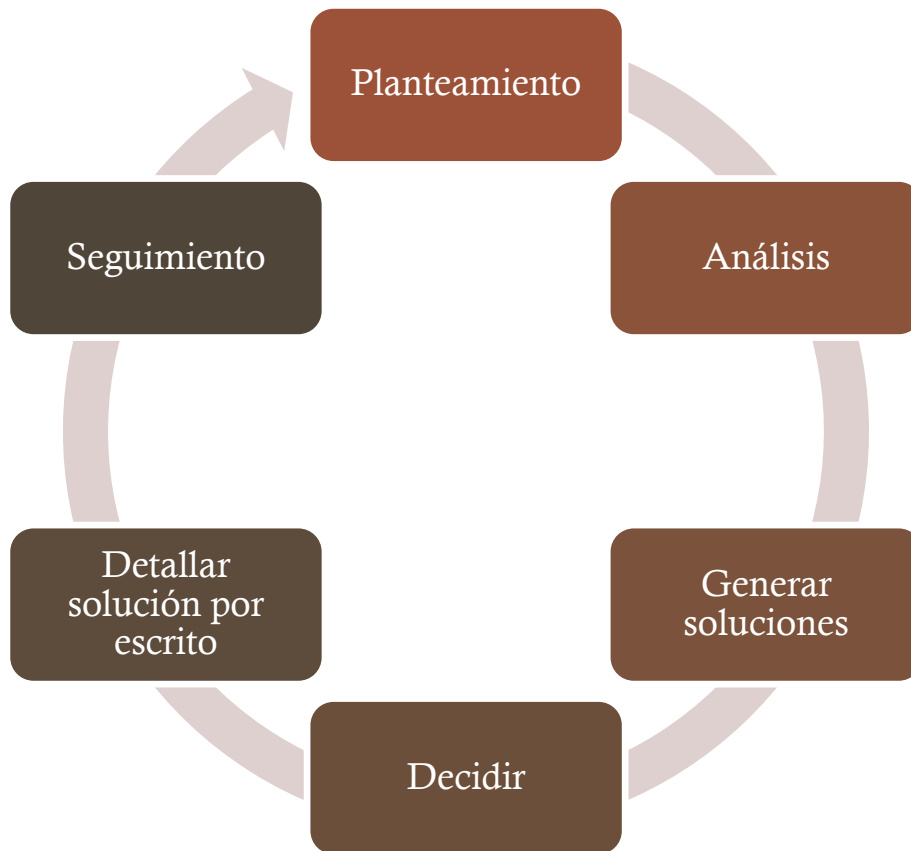 Planteamiento
Análisis
Generar
soluciones
Decidir
Detallar
solución por
escrito
Seguimiento